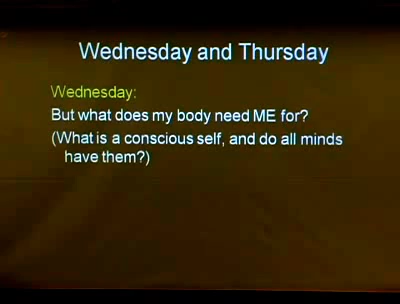 Wednesday and Thursday
Wednesday:
But what does my body need ME for?
(What is a conscious self, and do all minds
have them?)